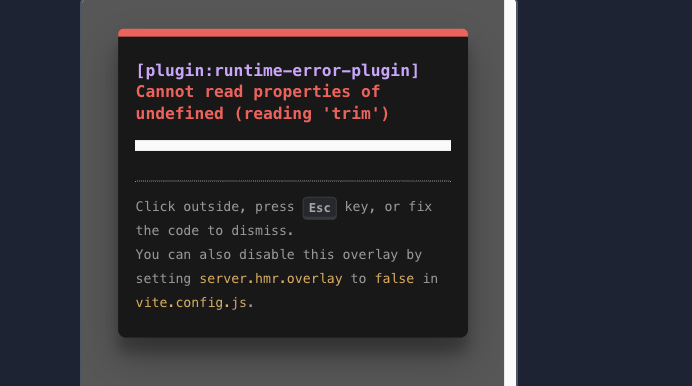 [plugin:runtime-error-plugin]
Cannot read properties of
undefined (reading 'trim')
Click outside, press Esc key, or fix
the code to dismiss.
You can also disable this overlay by
setting server.hmr.overlay to false in
vite.config.js.